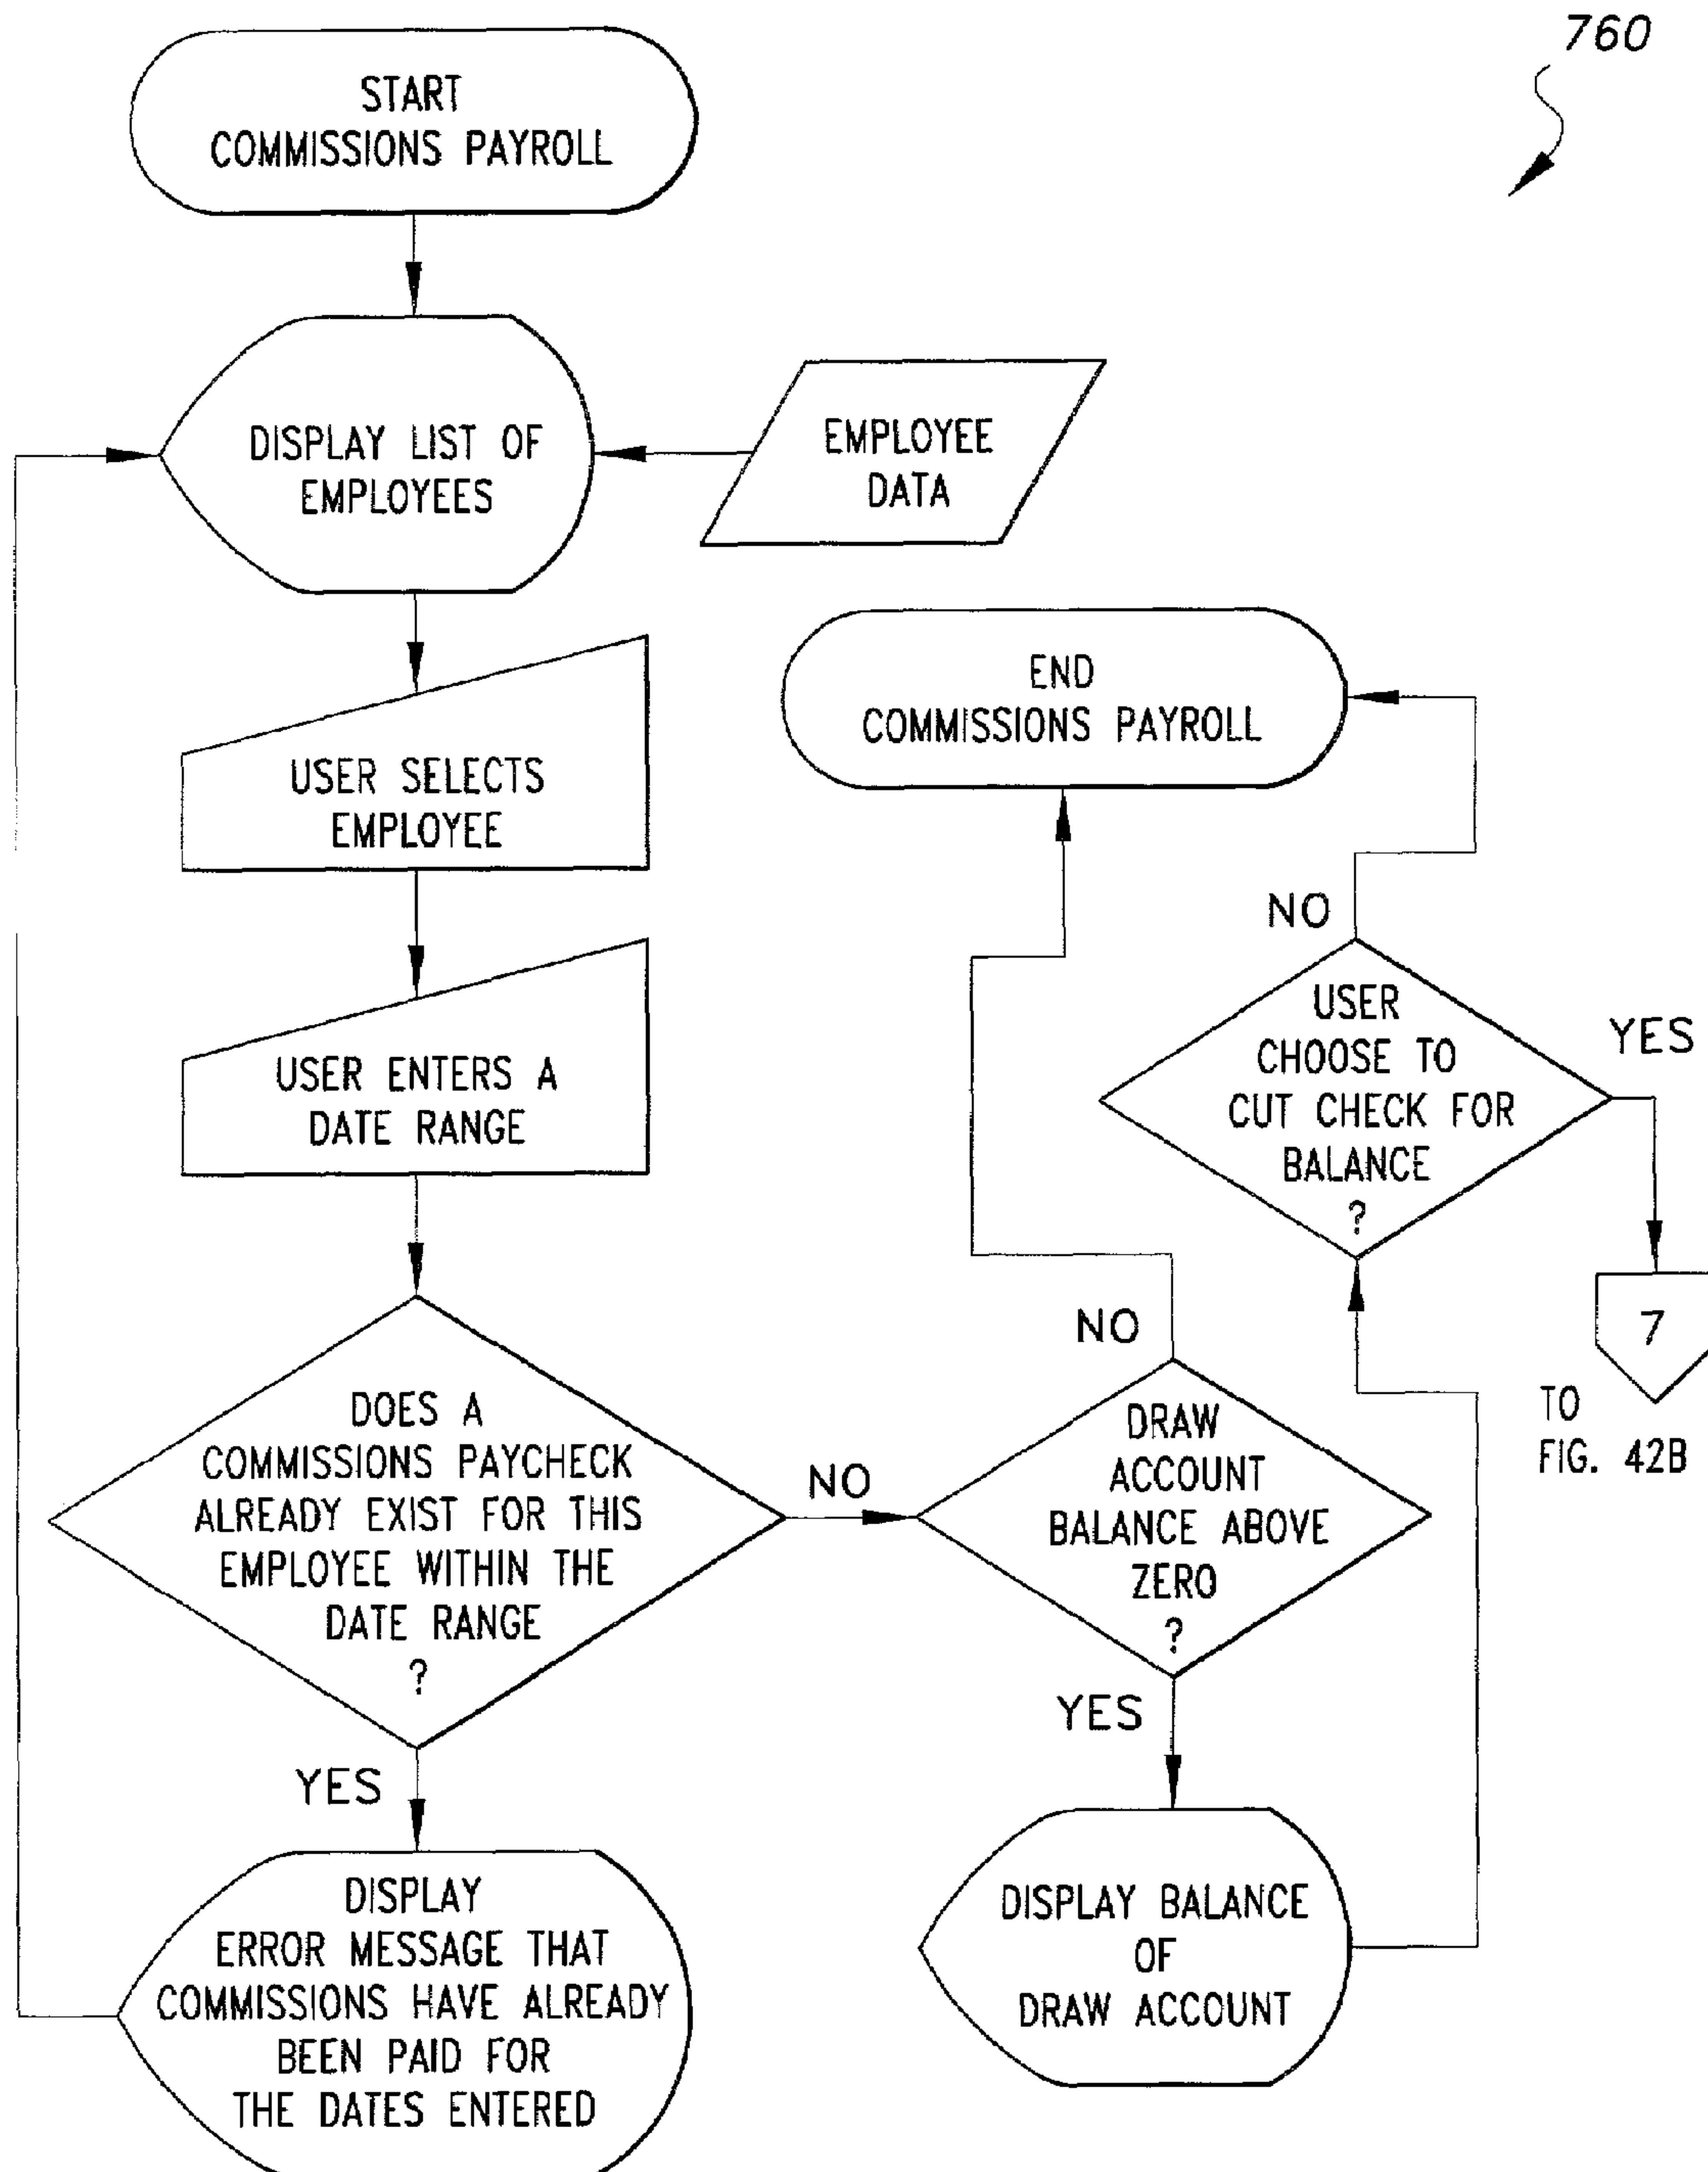 760
START
COMMISSIONS PAYROLL
DISPLAY LIST OF
EMPLOYEES
EMPLOYEE
DATA
USER SELECTS
EMPLOYEE
USER ENTERS A
DATE RANGE
DOES A
COMMISSIONS PAYCHECK
ALREADY EXIST FOR THIS
EMPLOYEE WITHIN THE
DATE RANGE
?
YES
DISPLAY
ERROR MESSAGE THAT
COMMISSIONS HAVE ALREADY
BEEN PAID FOR
THE DATES ENTERED
NO
DRAW
ACCOUNT
BALANCE ABOVE
ZERO
?
NO
END
COMMISSIONS PAYROLL
YES
DISPLAY BALANCE
OF
DRAW ACCOUNT
USER
CHOOSE TO
CUT CHECK FOR
BALANCE
?
NO
YES
7
TO
FIG. 42B